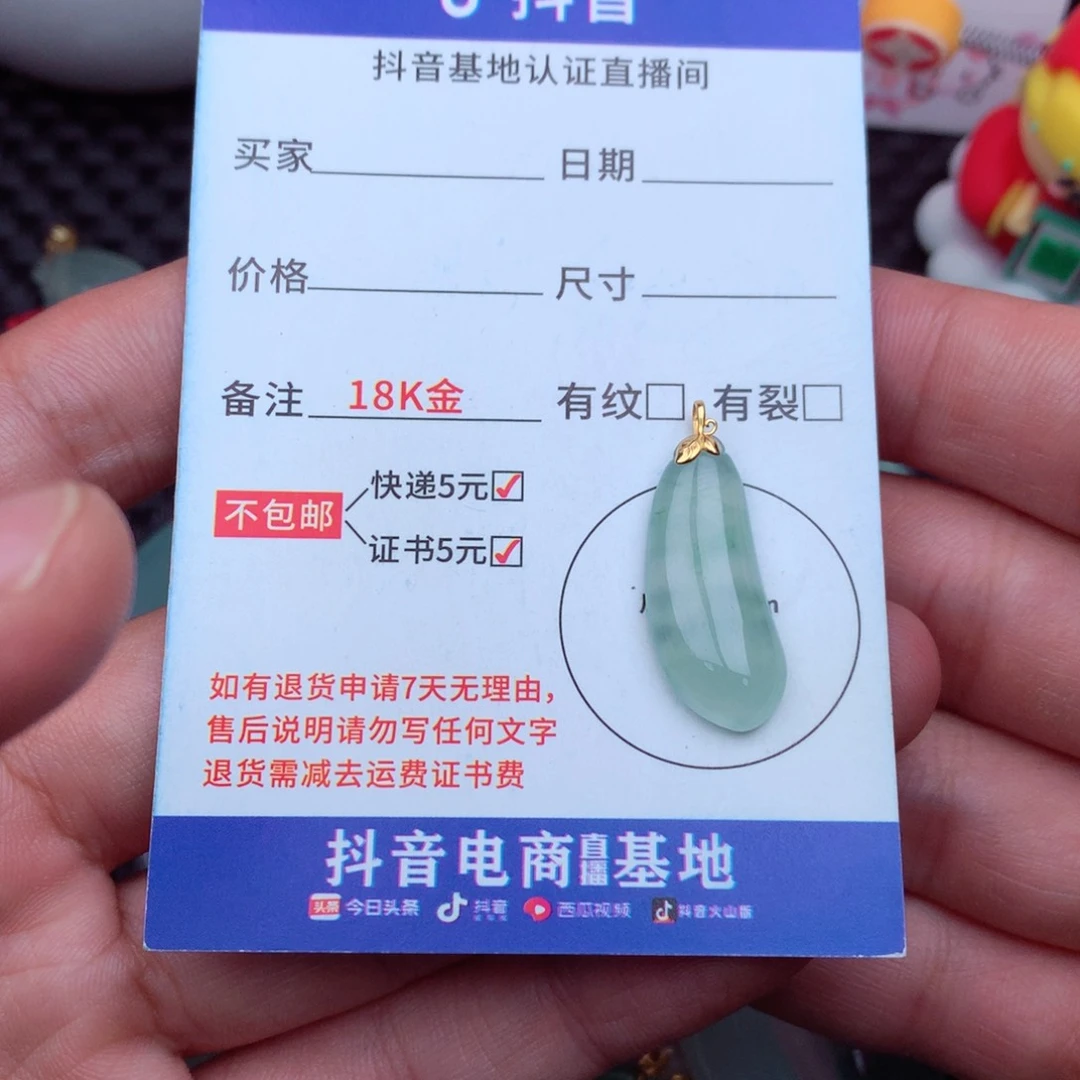 抖音
抖音基地认证直播间
买家 日期
价格 尺寸
备注 18K金 有纹□ 有裂□
不包邮
快递5元☑
证书5元☑
如有退货申请7天无理由，
售后说明请勿写任何文字
退货需减去运费证书费
抖音电商直播基地
头条 今日头条 抖音 西瓜视频 抖音火山版